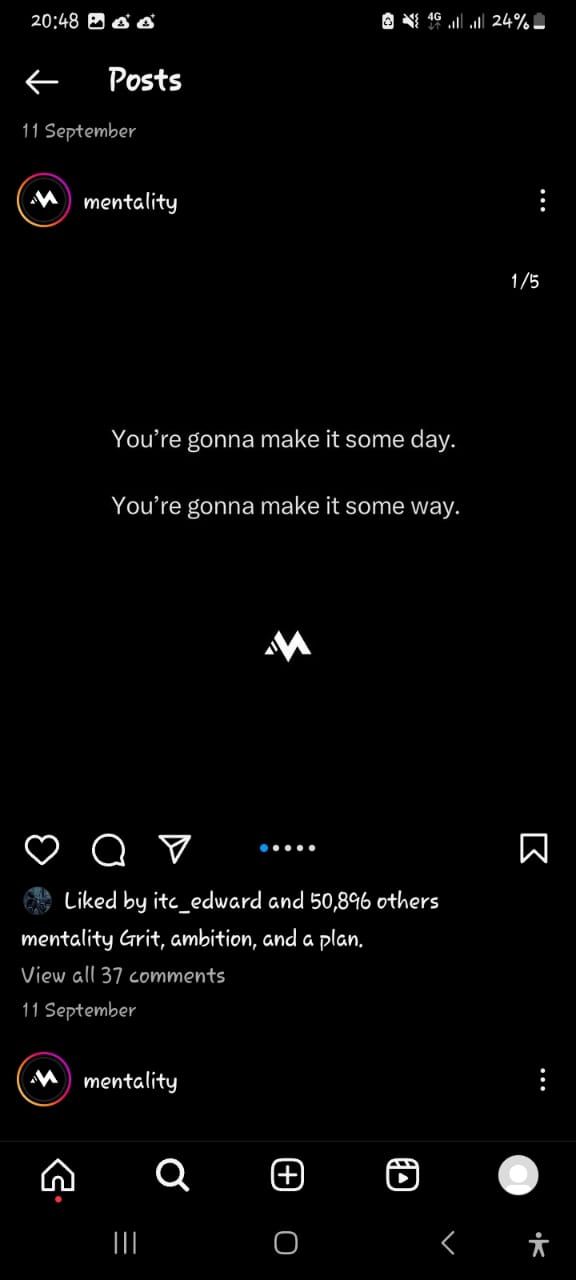 20:48 4G 24%
Posts
11 September
mentality
1/5
You’re gonna make it some day.
You’re gonna make it some way.
Liked by itc_edward and 50,896 others
mentality Grit, ambition, and a plan.
View all 37 comments
11 September
mentality